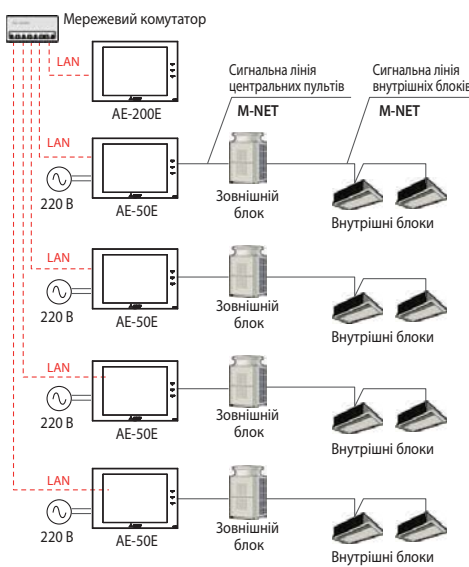 Мережевий комутатор
LAN
AE-200E
Сигнальна лінія
центральних пультів
M-NET
Сигнальна лінія
внутрішніх блоків
M-NET
LAN
220 В
AE-50E
Зовнішній
блок
Внутрішні блоки
LAN
220 В
AE-50E
Зовнішній
блок
Внутрішні блоки
LAN
220 В
AE-50E
Зовнішній
блок
Внутрішні блоки
LAN
220 В
AE-50E
Зовнішній
блок
Внутрішні блоки